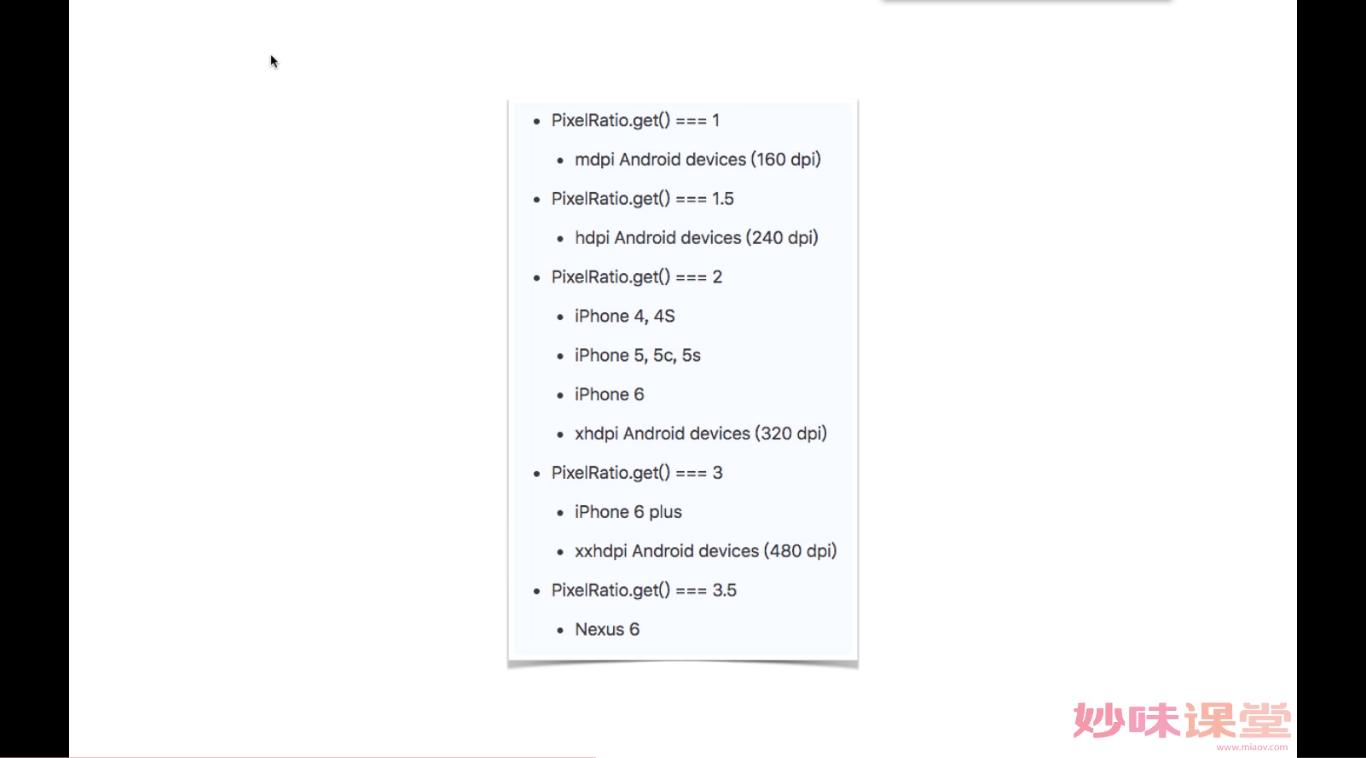 PixelRatio.get() === 1
mdpi Android devices (160 dpi)
PixelRatio.get() === 1.5
hdpi Android devices (240 dpi)
PixelRatio.get() === 2
iPhone 4, 4S
iPhone 5, 5c, 5s
iPhone 6
xhdpi Android devices (320 dpi)
PixelRatio.get() === 3
iPhone 6 plus
xxhdpi Android devices (480 dpi)
PixelRatio.get() === 3.5
Nexus 6
妙味课堂
www.miaov.com